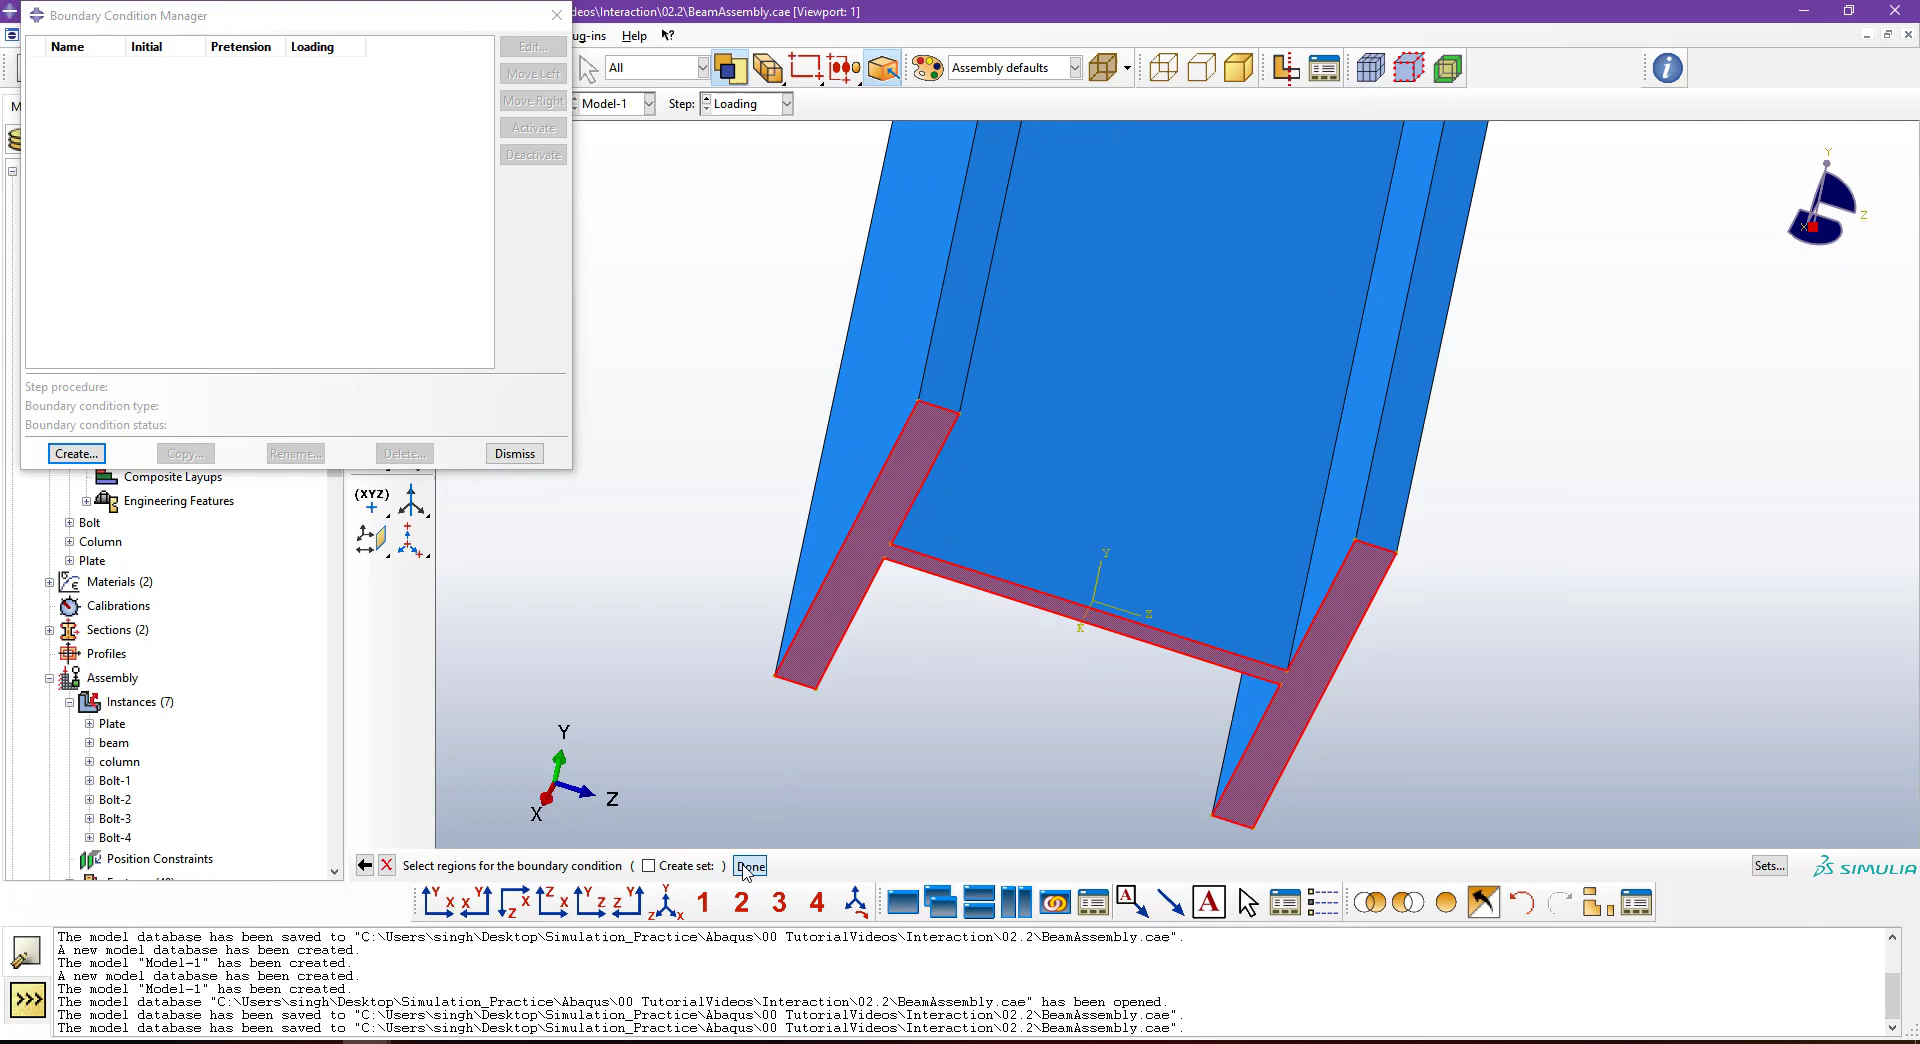 Boundary Condition Manager
deos\Interaction\02.2\BeamAssembly.cae [Viewport: 1]
ug-ins Help
Name Initial Pretension Loading
Edit...
Move Left
Move Right
Activate
Deactivate
All
Assembly defaults
Model-1 Step: Loading
Step procedure:
Boundary condition type:
Boundary condition status:
Create... Copy... Rename... Delete... Dismiss
Composite Layups
Engineering Features
Bolt
Column
Plate
Materials (2)
Calibrations
Sections (2)
Profiles
Assembly
Instances (7)
Plate
beam
column
Bolt-1
Bolt-2
Bolt-3
Bolt-4
Position Constraints
(XYZ)
Y
Z
X
Y
Z
X
Y
Z
X
Select regions for the boundary condition ( Create set: ) Done
Sets...
SIMULIA
1 2 3 4
A
A
The model database has been saved to "C:\Users\singh\Desktop\Simulation_Practice\Abaqus\00 TutorialVideos\Interaction\02.2\BeamAssembly.cae".
A new model database has been created.
The model "Model-1" has been created.
A new model database has been created.
The model "Model-1" has been created.
The model database "C:\Users\singh\Desktop\Simulation_Practice\Abaqus\00 TutorialVideos\Interaction\02.2\BeamAssembly.cae" has been opened.
The model database has been saved to "C:\Users\singh\Desktop\Simulation_Practice\Abaqus\00 TutorialVideos\Interaction\02.2\BeamAssembly.cae".
The model database has been saved to "C:\Users\singh\Desktop\Simulation_Practice\Abaqus\00 TutorialVideos\Interaction\02.2\BeamAssembly.cae".